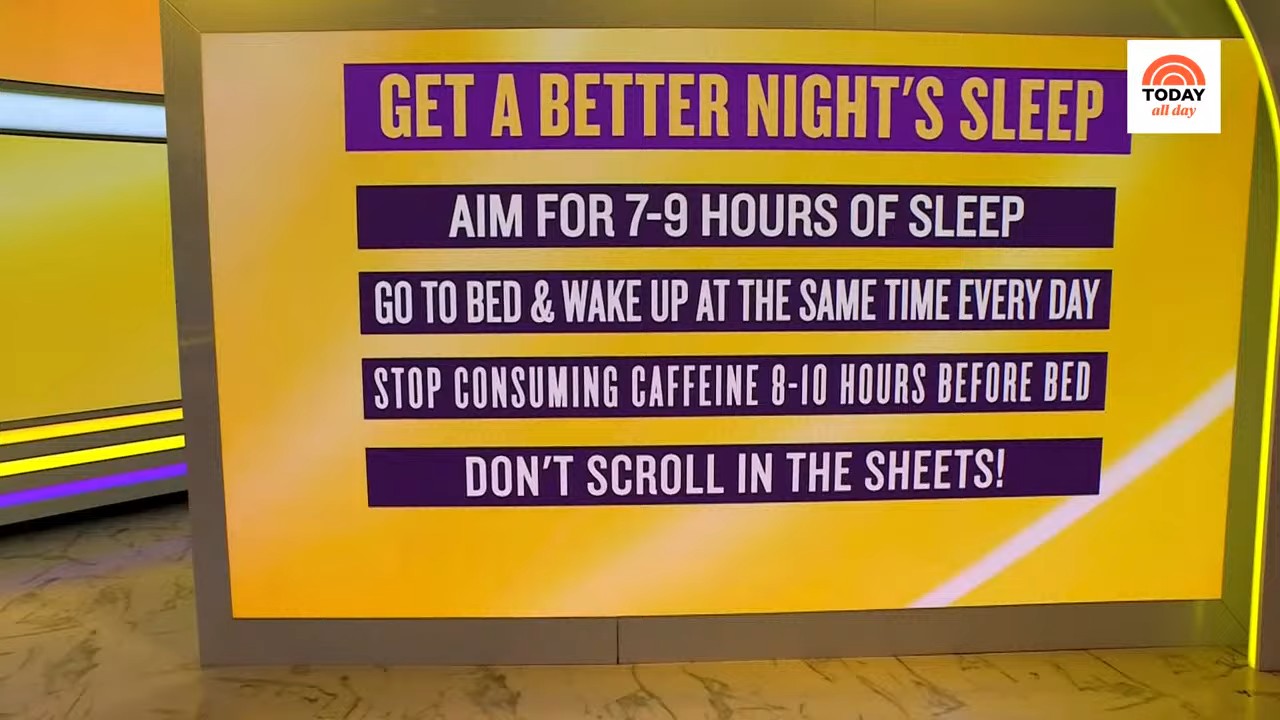 GET A BETTER NIGHT'S SLEEP
TODAY
all day
AIM FOR 7-9 HOURS OF SLEEP
GO TO BED & WAKE UP AT THE SAME TIME EVERY DAY
STOP CONSUMING CAFFEINE 8-10 HOURS BEFORE BED
DON'T SCROLL IN THE SHEETS!